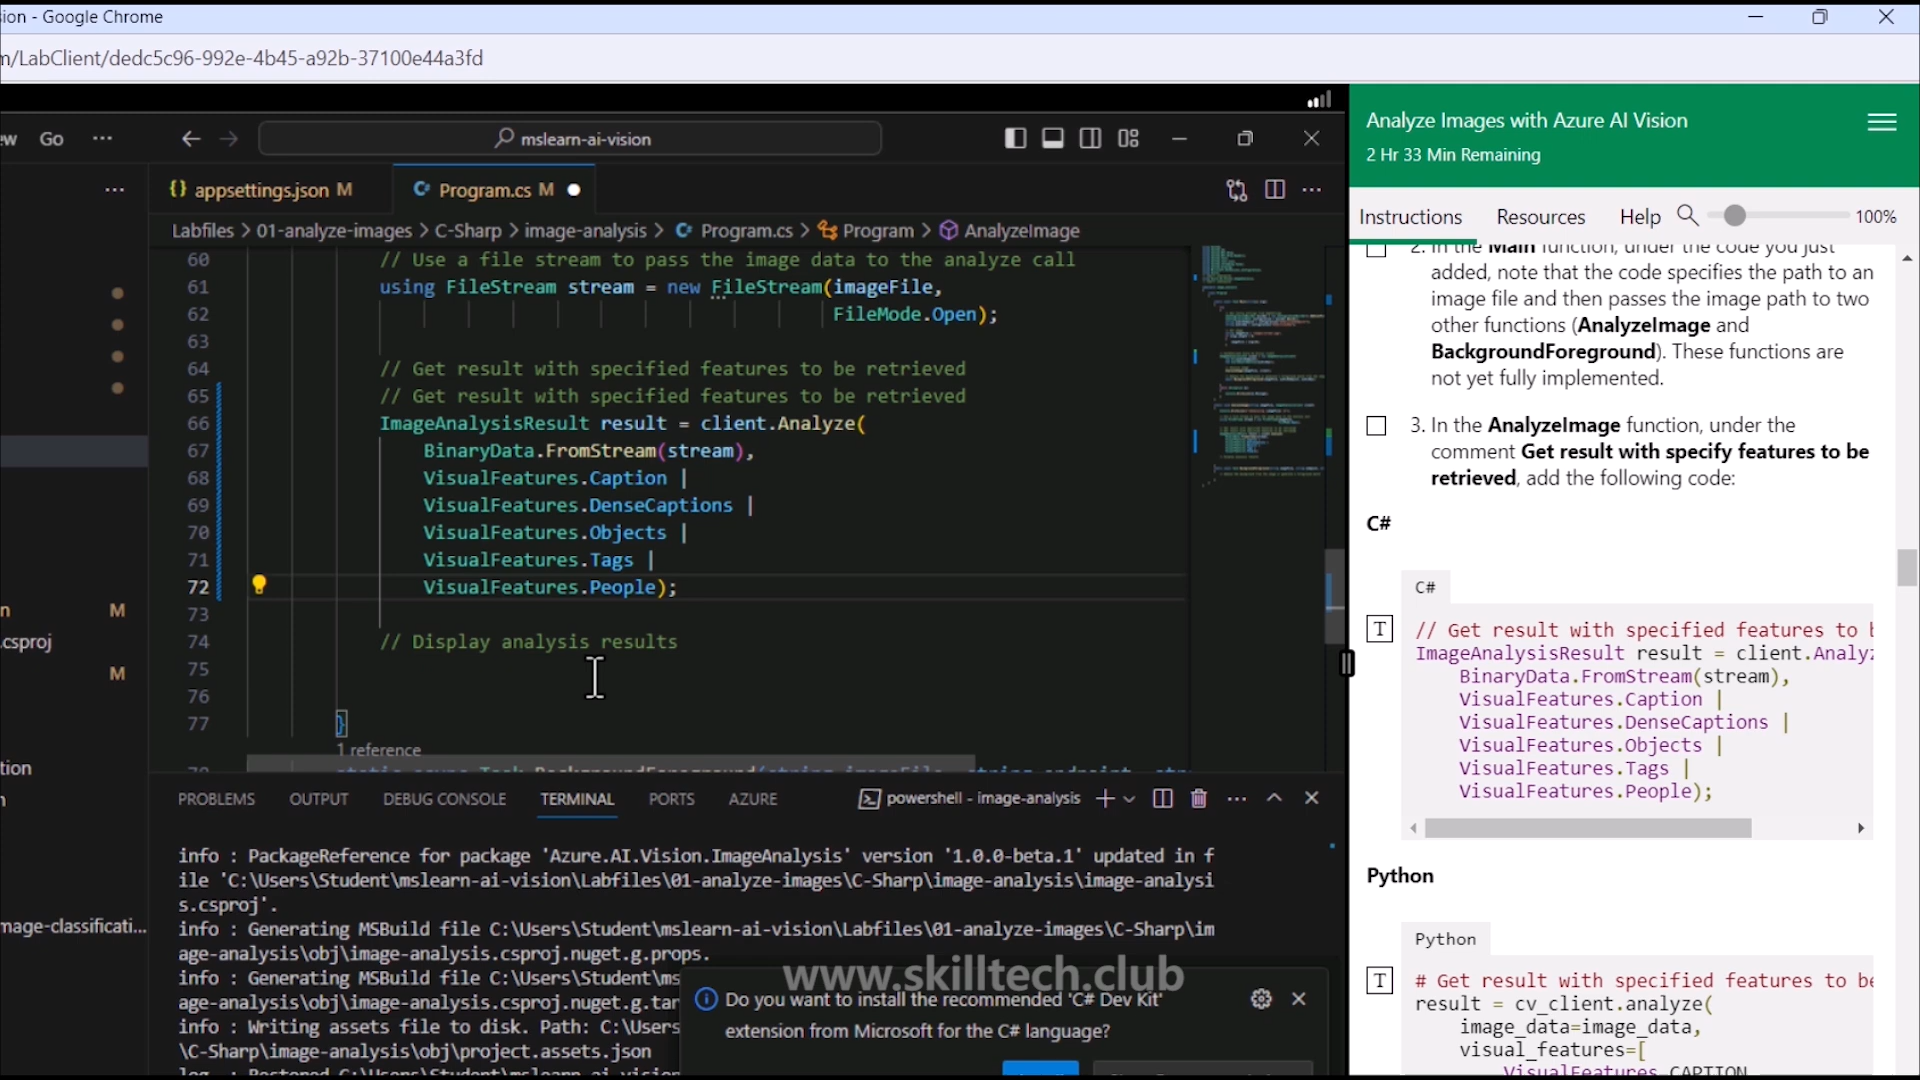 ion - Google Chrome
m/LabClient/dedc5c96-992e-4b45-a92b-37100e44a3fd
ew Go ···
mslearn-ai-vision
··· {} appsettings.json M
C# Program.cs M ●
Labfiles > 01-analyze-images > C-Sharp > image-analysis > C# Program.cs > Program > AnalyzeImage
60 // Use a file stream to pass the image data to the analyze call
61 using FileStream stream = new FileStream(imageFile,
62 FileMode.Open);
63
64 // Get result with specified features to be retrieved
65 // Get result with specified features to be retrieved
66 ImageAnalysisResult result = client.Analyze(
67 BinaryData.FromStream(stream),
68 VisualFeatures.Caption |
69 VisualFeatures.DenseCaptions |
70 VisualFeatures.Objects |
71 VisualFeatures.Tags |
72 VisualFeatures.People);
73
74 // Display analysis results
75
76
77 }
1 reference
n M
.csproj
M
tion
n
mage-classificati...
PROBLEMS OUTPUT DEBUG CONSOLE TERMINAL PORTS AZURE
powershell - image-analysis
info : PackageReference for package 'Azure.AI.Vision.ImageAnalysis' version '1.0.0-beta.1' updated in f
ile 'C:\Users\Student\mslearn-ai-vision\Labfiles\01-analyze-images\C-Sharp\image-analysis\image-analysi
s.csproj'.
info : Generating MSBuild file C:\Users\Student\mslearn-ai-vision\Labfiles\01-analyze-images\C-Sharp\im
age-analysis\obj\image-analysis.csproj.nuget.g.props.
info : Generating MSBuild file C:\Users\Student\ms
age-analysis\obj\image-analysis.csproj.nuget.g.tar
info : Writing assets file to disk. Path: C:\Users
\C-Sharp\image-analysis\obj\project.assets.json
www.skilltech.club
Do you want to install the recommended 'C# Dev Kit'
extension from Microsoft for the C# language?
Analyze Images with Azure AI Vision
2 Hr 33 Min Remaining
Instructions Resources Help 100%
2. In the Main function, under the code you just
added, note that the code specifies the path to an
image file and then passes the image path to two
other functions (AnalyzeImage and
BackgroundForeground). These functions are
not yet fully implemented.
3. In the AnalyzeImage function, under the
comment Get result with specify features to be
retrieved, add the following code:
C#
C#
T // Get result with specified features to b
ImageAnalysisResult result = client.Analyz
BinaryData.FromStream(stream),
VisualFeatures.Caption |
VisualFeatures.DenseCaptions |
VisualFeatures.Objects |
VisualFeatures.Tags |
VisualFeatures.People);
Python
Python
T # Get result with specified features to be
result = cv_client.analyze(
image_data=image_data,
visual_features=[
VisualFeatures.CAPTION